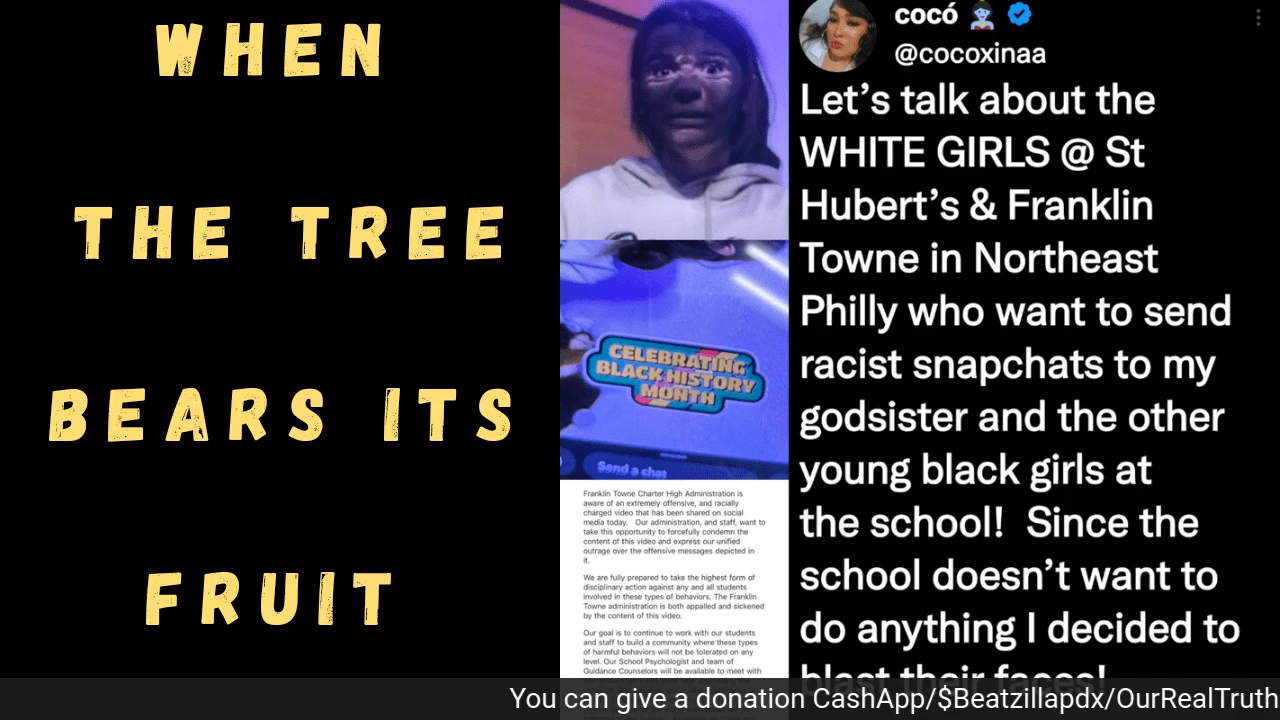 WHEN
THE TREE
BEARS ITS
FRUIT
CELEBRATING
BLACK HISTORY
MONTH
Send a chat
Franklin Towne Charter High Administration is
aware of an extremely offensive, and racially
charged video that has been shared on social
media today. Our administration, and staff, want to
take this opportunity to forcefully condemn the
content of this video and express our unified
outrage over the offensive messages depicted in
it.
We are fully prepared to take the highest form of
disciplinary action against any and all students
involved in these types of behaviors. The Franklin
Towne administration is both appalled and sickened
by the content of this video.
Our goal is to continue to work with our students
and staff to build a community where these types
of harmful behaviors will not be tolerated on any
level. Our School Psychologist and team of
Guidance Counselors will be available to meet with
cocó
@cocoxinaa
Let’s talk about the
WHITE GIRLS @ St
Hubert’s & Franklin
Towne in Northeast
Philly who want to send
racist snapchats to my
godsister and the other
young black girls at
the school! Since the
school doesn’t want to
do anything I decided to
blast their faces!
You can give a donation CashApp/$Beatzillapdx/OurRealTruth